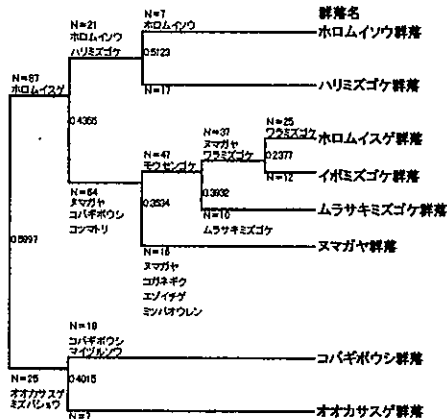 群落名
N=7
ホロムイソウ
ホロムイソウ群落
N=21
ホロムイソウ
ハリミズゴケ
0.5123
N=17
ハリミズゴケ群落
N=87
ホロムイスゲ
0.4365
N=64
ヌマガヤ
コバギボウシ
コツマトリ
N=47
モウセンゴケ
N=37
ヌマガヤ
ワラミズゴケ
N=25
ワラミズゴケ
ホロムイスゲ群落
0.2377
N=12
イボミズゴケ群落
0.3932
N=10
ムラサキミズゴケ
ムラサキミズゴケ群落
0.3534
ヌマガヤ群落
ヌマガヤ
コガネギク
エゾイチゲ
ミツバオウレン
0.5997
コバギボウシ
マイヅルソウ
コバギボウシ群落
N=25
オオカサスゲ
ミズバショウ
0.4015
N=7
オオカサスゲ群落